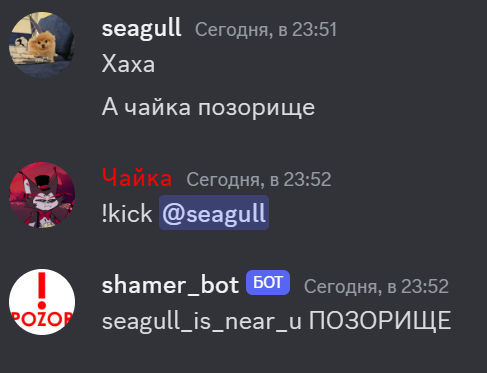 seagull Сегодня, в 23:51
Хаха
А чайка позорище
Чайка Сегодня, в 23:52
!kick @seagull
shamer_bot БОТ Сегодня, в 23:52
! POZOR
seagull_is_near_u ПОЗОРИЩЕ